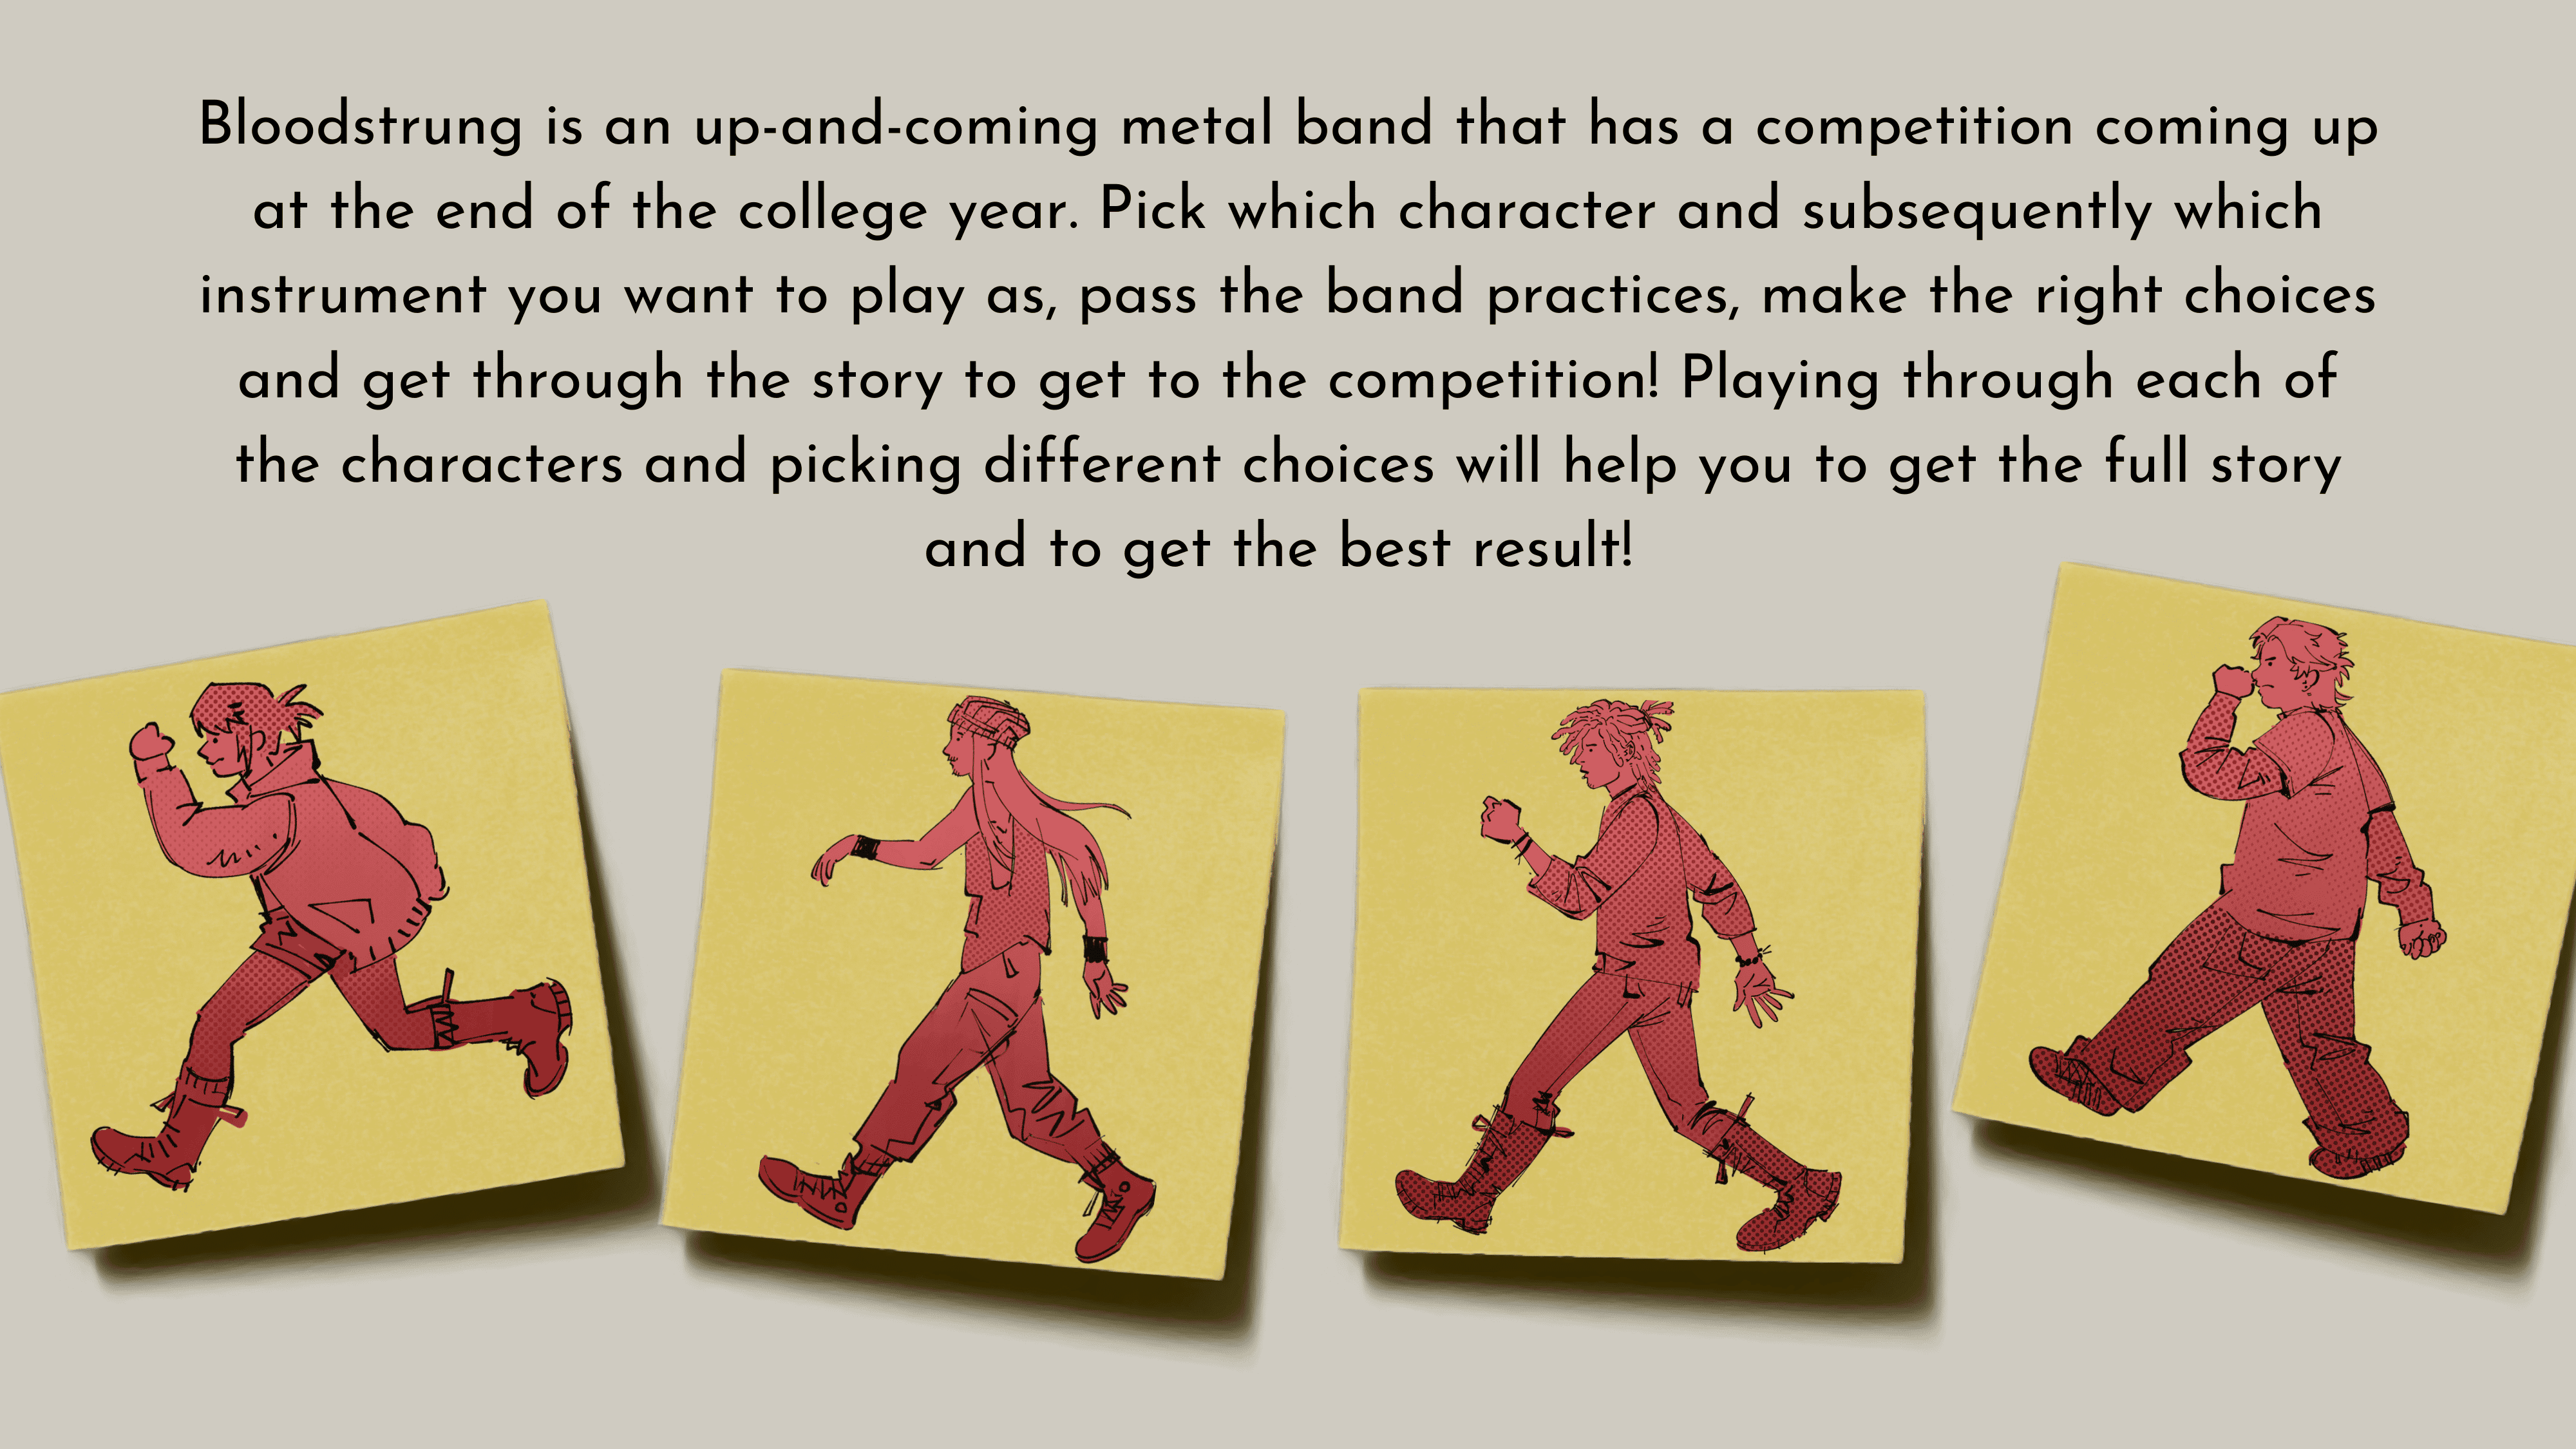 Bloodstrung is an up-and-coming metal band that has a competition coming up
at the end of the college year. Pick which character and subsequently which
instrument you want to play as, pass the band practices, make the right choices
and get through the story to get to the competition! Playing through each of
the characters and picking different choices will help you to get the full story
and to get the best result!